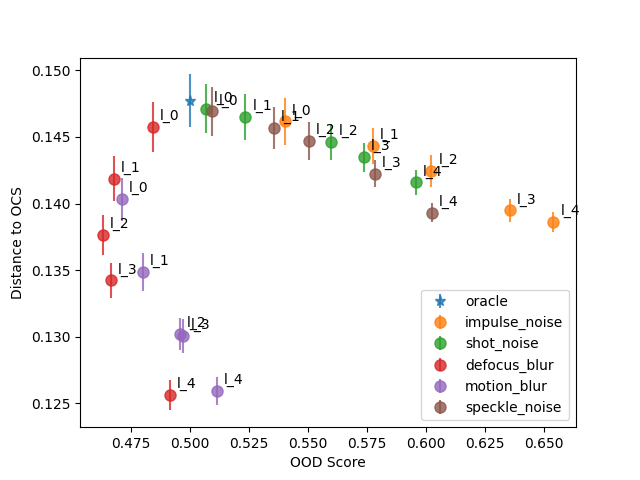 0.150
0.145
0.140
0.135
0.130
0.125
Distance to OCS
l_0
l_0
l_0
l_1
l_0
l_1
l_2
l_2
l_1
l_3
l_1
l_0
l_3
l_4
l_2
l_2
l_4
l_3
l_4
l_3
l_1
l_2
l_3
l_4
l_4
oracle
impulse_noise
shot_noise
defocus_blur
motion_blur
speckle_noise
0.475
0.500
0.525
0.550
0.575
0.600
0.625
0.650
OOD Score